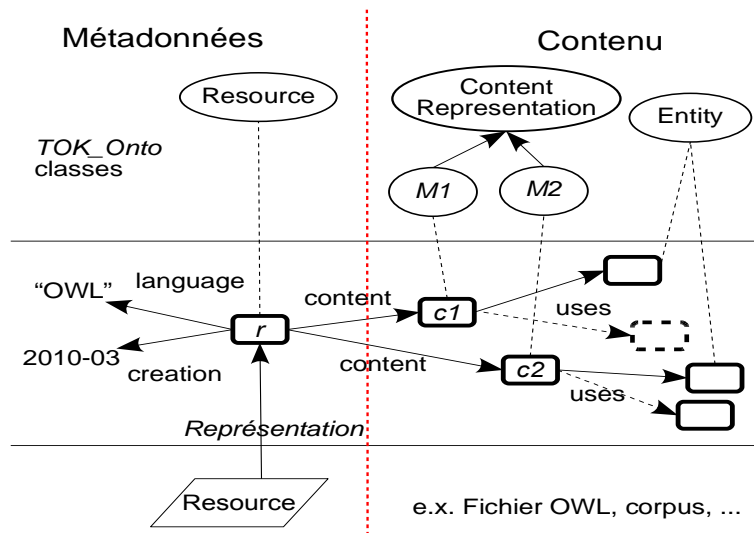 Métadonnées
Contenu
Resource
Content
Representation
Entity
TOK_Onto
classes
M1
M2
"OWL"
language
content
c1
uses
r
2010-03
creation
content
c2
uses
Représentation
Resource
e.x. Fichier OWL, corpus, ...